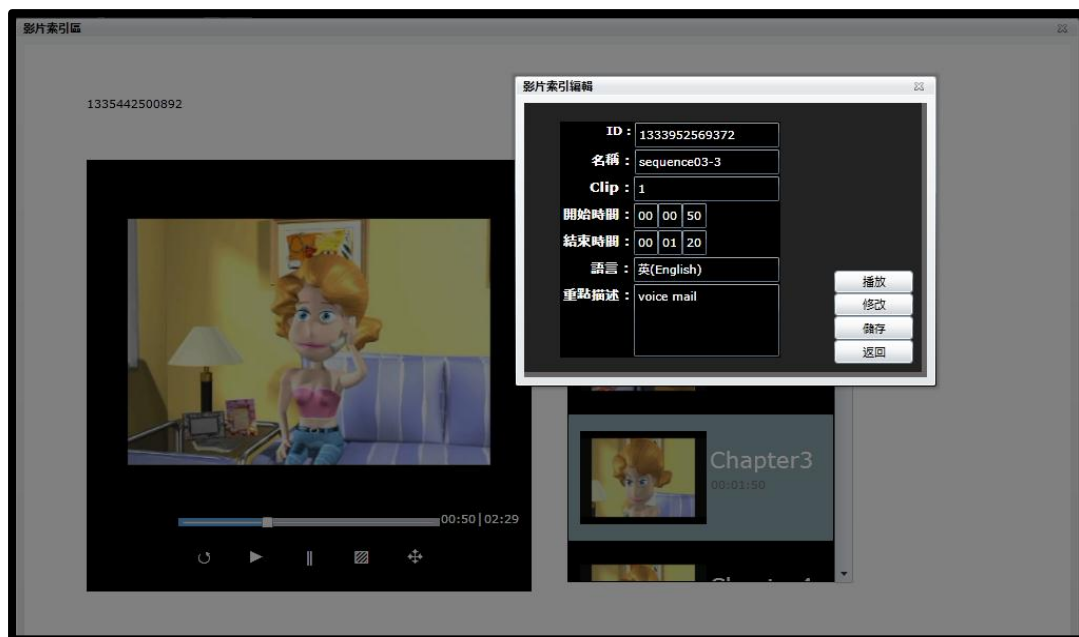 影片索引區
1335442500892
影片索引編輯
ID：1333952569372
名稱：sequence03-3
Clip：1
開始時間：00 00 50
結束時間：00 01 20
語言：英(English)
重點描述：voice mail
播放
修改
儲存
返回
Chapter3
00:01:50
00:50|02:29